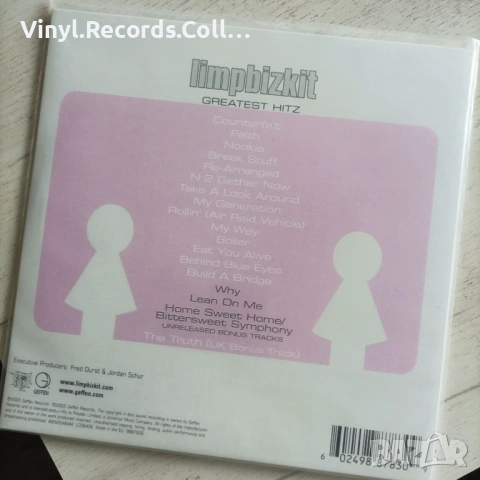 Vinyl.Records.Coll...
limpbizkit
GREATEST HITZ
Counterfeit
Faith
Nookie
Break Stuff
Re-Arranged
N 2 Gether Now
Take A Look Around
My Generation
Rollin' (Air Raid Vehicle)
My Way
Boiler
Eat You Alive
Behind Blue Eyes
Build A Bridge
Why
Lean On Me
Home Sweet Home/
Bittersweet Symphony
UNRELEASED BONUS TRACKS
The Truth (UK Bonus Track)
Executive Producers: Fred Durst & Jordan Schur
GEFFEN
www.limpbizkit.com
www.geffen.com
BAZAR